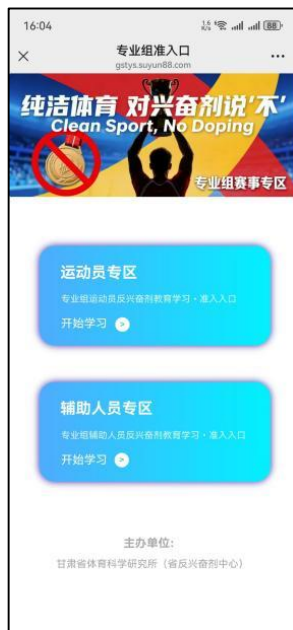 16:04
1.6 K/s 88
专业组准入口
gstys.suyun88.com
纯洁体育 对兴奋剂说'不'
Clean Sport, No Doping
专业组赛事专区
运动员专区
专业组运动员反兴奋剂教育学习·准入入口
开始学习 >
辅助人员专区
专业组辅助人员反兴奋剂教育学习·准入入口
开始学习 >
主办单位:
甘肃省体育科学研究所（省反兴奋剂中心）